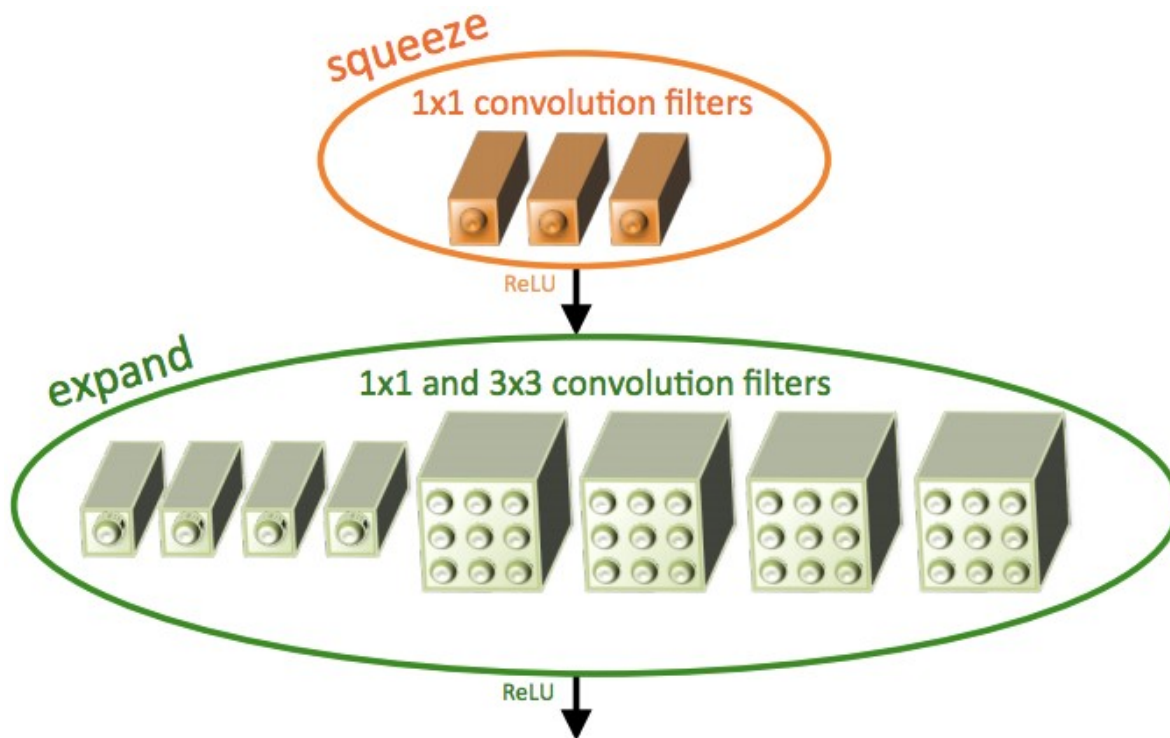 squeeze
1x1 convolution filters
ReLU
expand
1x1 and 3x3 convolution filters
ReLU